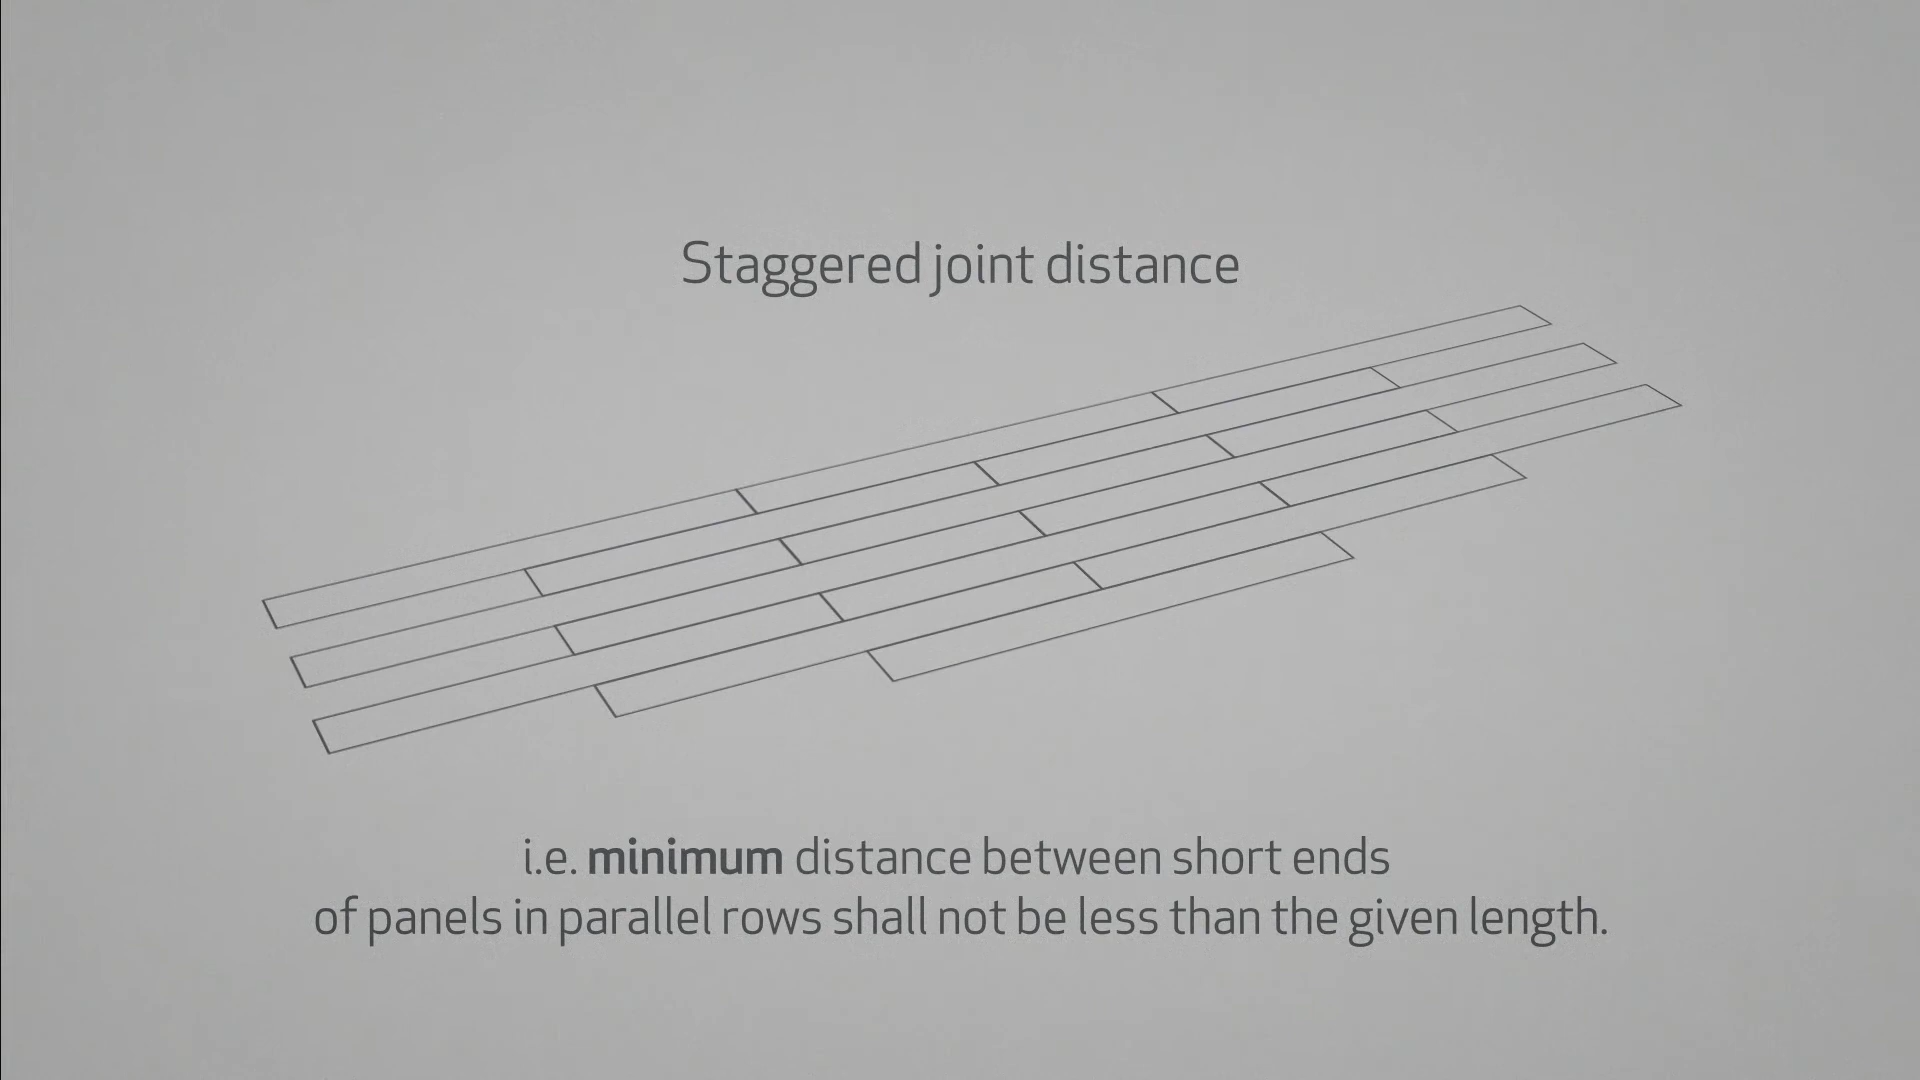 Staggered joint distance
i.e. minimum distance between short ends
of panels in parallel rows shall not be less than the given length.